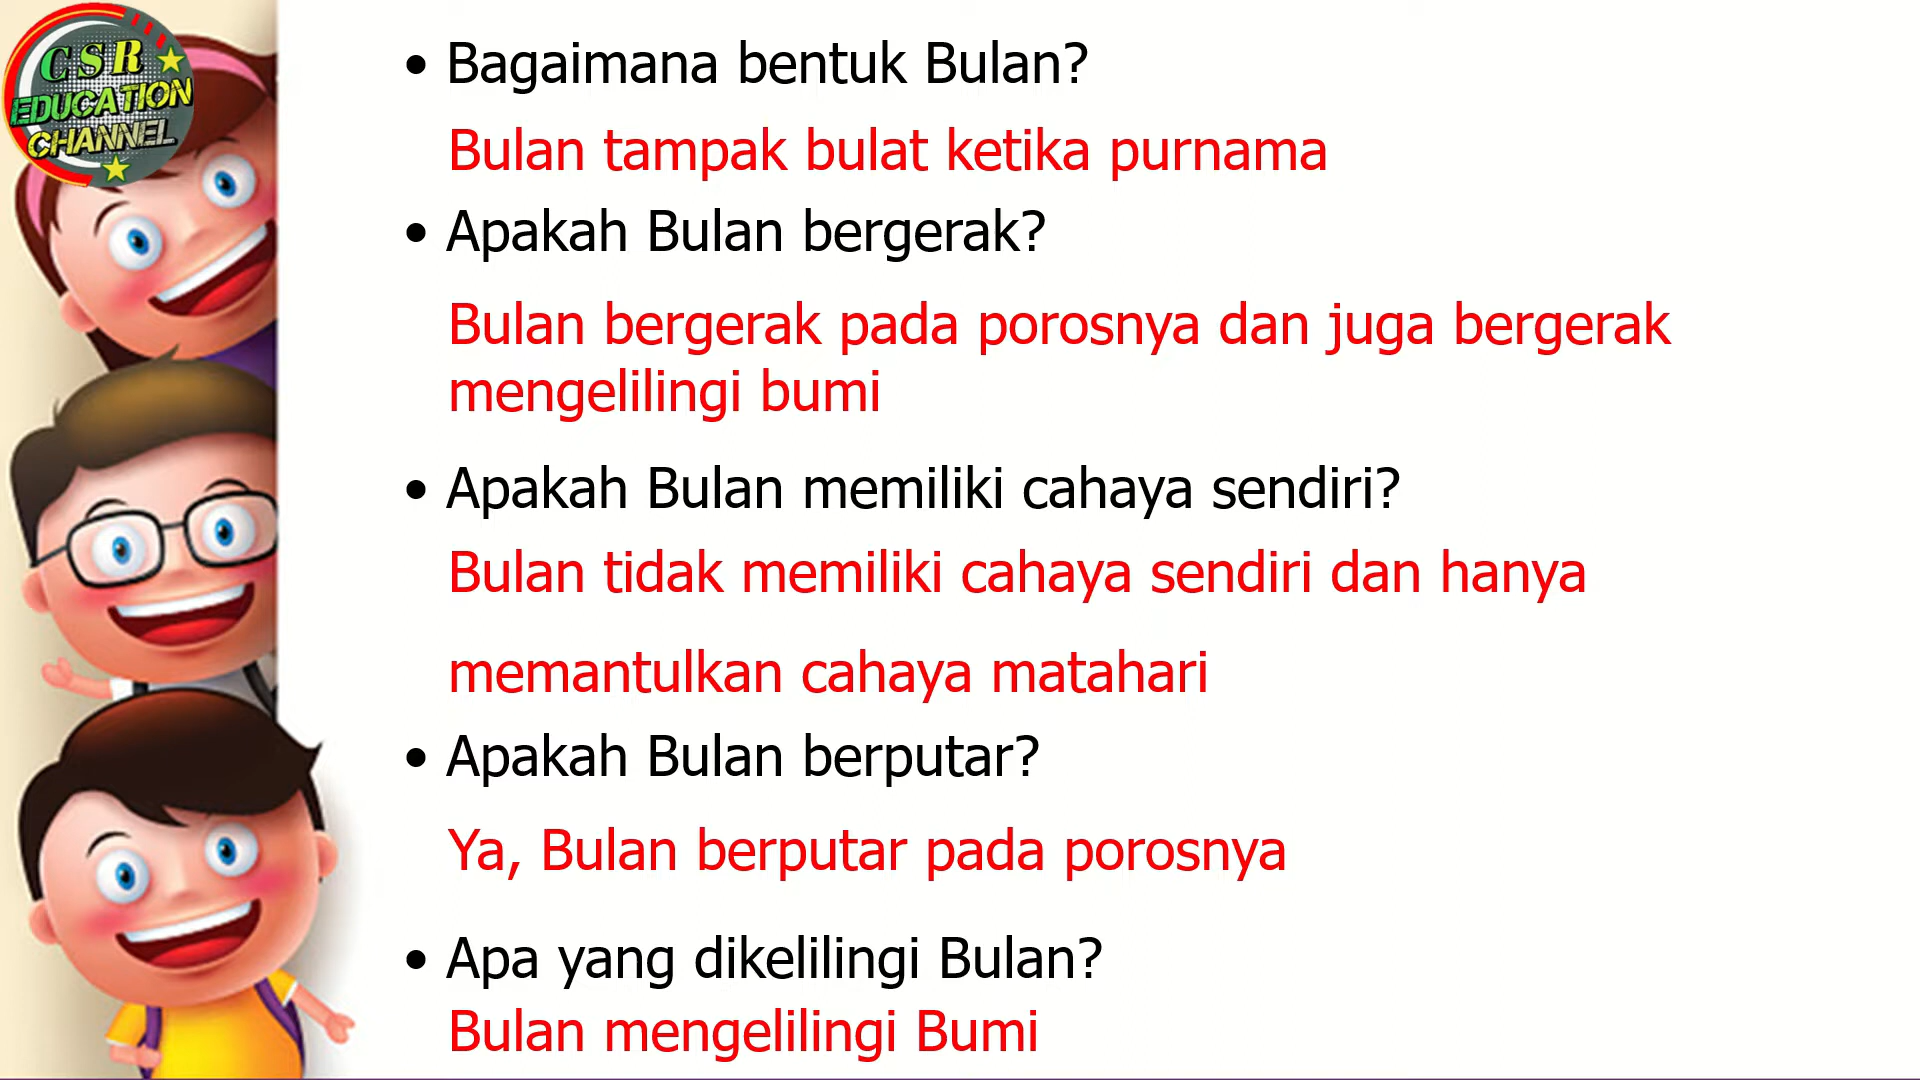 CSR
EDUCATION
CHANNEL
• Bagaimana bentuk Bulan?
Bulan tampak bulat ketika purnama
• Apakah Bulan bergerak?
Bulan bergerak pada porosnya dan juga bergerak
mengelilingi bumi
• Apakah Bulan memiliki cahaya sendiri?
Bulan tidak memiliki cahaya sendiri dan hanya
memantulkan cahaya matahari
• Apakah Bulan berputar?
Ya, Bulan berputar pada porosnya
• Apa yang dikelilingi Bulan?
Bulan mengelilingi Bumi